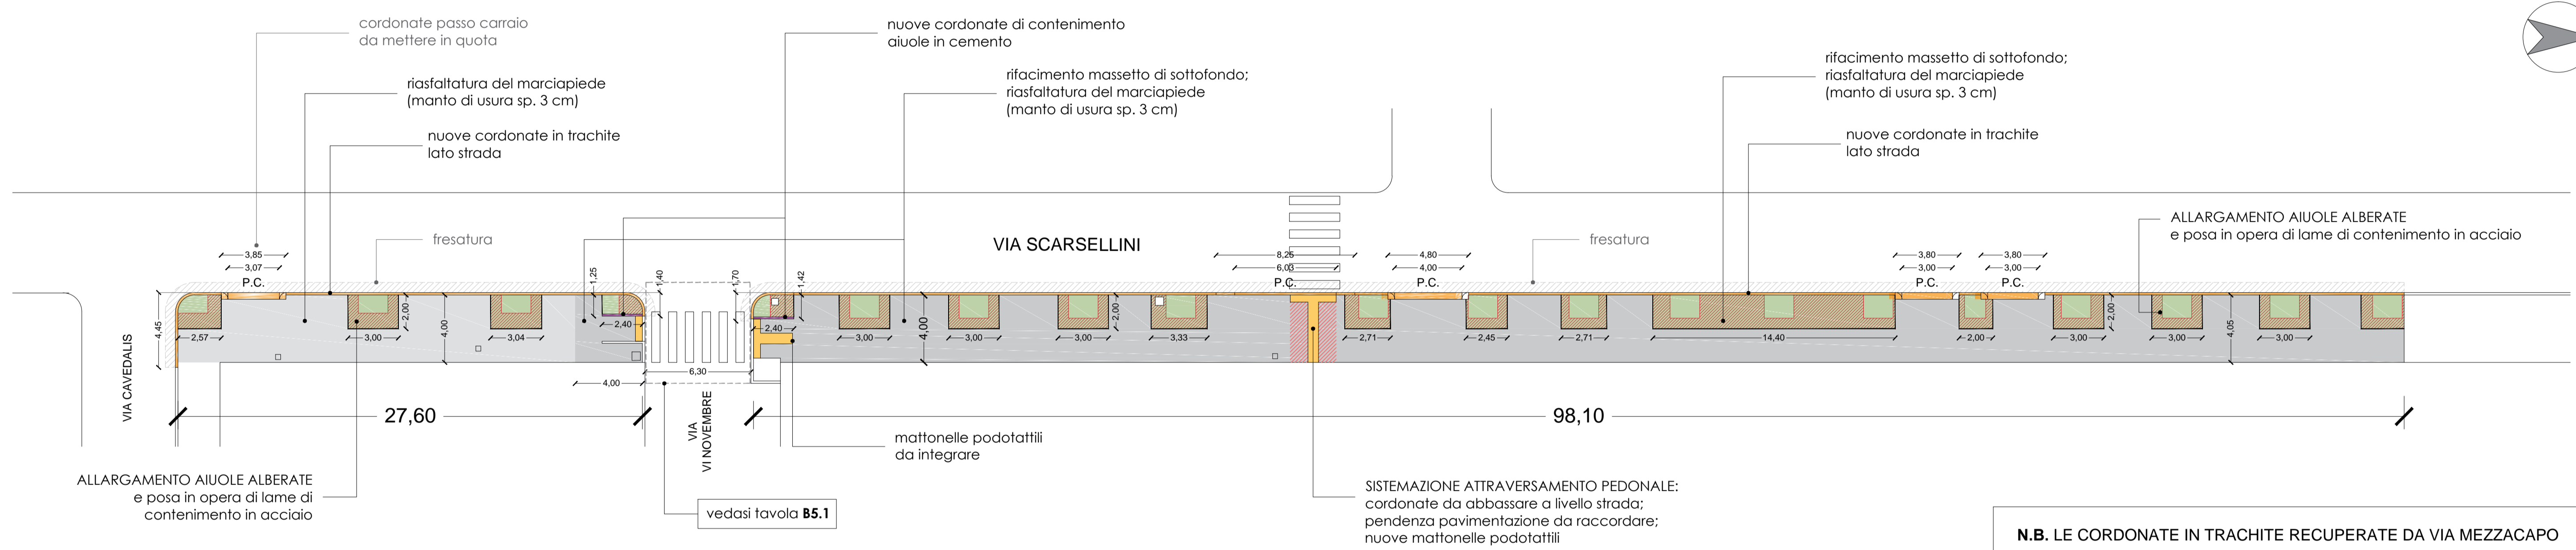 cordonate passo carraio
da mettere in quota
riasfaltatura del marciapiede
(manto di usura sp. 3 cm)
nuove cordonate in trachite
lato strada
fresatura
nuove cordonate di contenimento
aiuole in cemento
rifacimento massetto di sottofondo;
riasfaltatura del marciapiede
(manto di usura sp. 3 cm)
VIA SCARSELLINI
rifacimento massetto di sottofondo;
riasfaltatura del marciapiede
(manto di usura sp. 3 cm)
nuove cordonate in trachite
lato strada
fresatura
ALLARGAMENTO AIUOLE ALBERATE
e posa in opera di lame di contenimento in acciaio
3,85
3,07
P.C.
1,25
1,40
1,70
1,42
8,25
6,03
P.C.
4,80
4,00
P.C.
3,80
3,00
P.C.
3,80
3,00
P.C.
4,45
2,57
3,00
2,00
4,00
3,04
2,40
4,00
6,30
2,40
3,00
4,00
3,00
3,00
2,00
3,33
2,71
2,45
2,71
14,40
2,00
3,00
2,00
3,00
4,05
3,00
VIA CAVEDALIS
27,60
VIA
VI NOVEMBRE
98,10
mattonelle podotattili
da integrare
ALLARGAMENTO AIUOLE ALBERATE
e posa in opera di lame di
contenimento in acciaio
vedasi tavola B5.1
SISTEMAZIONE ATTRAVERSAMENTO PEDONALE:
cordonate da abbassare a livello strada;
pendenza pavimentazione da raccordare;
nuove mattonelle podotattili
N.B. LE CORDONATE IN TRACHITE RECUPERATE DA VIA MEZZACAPO